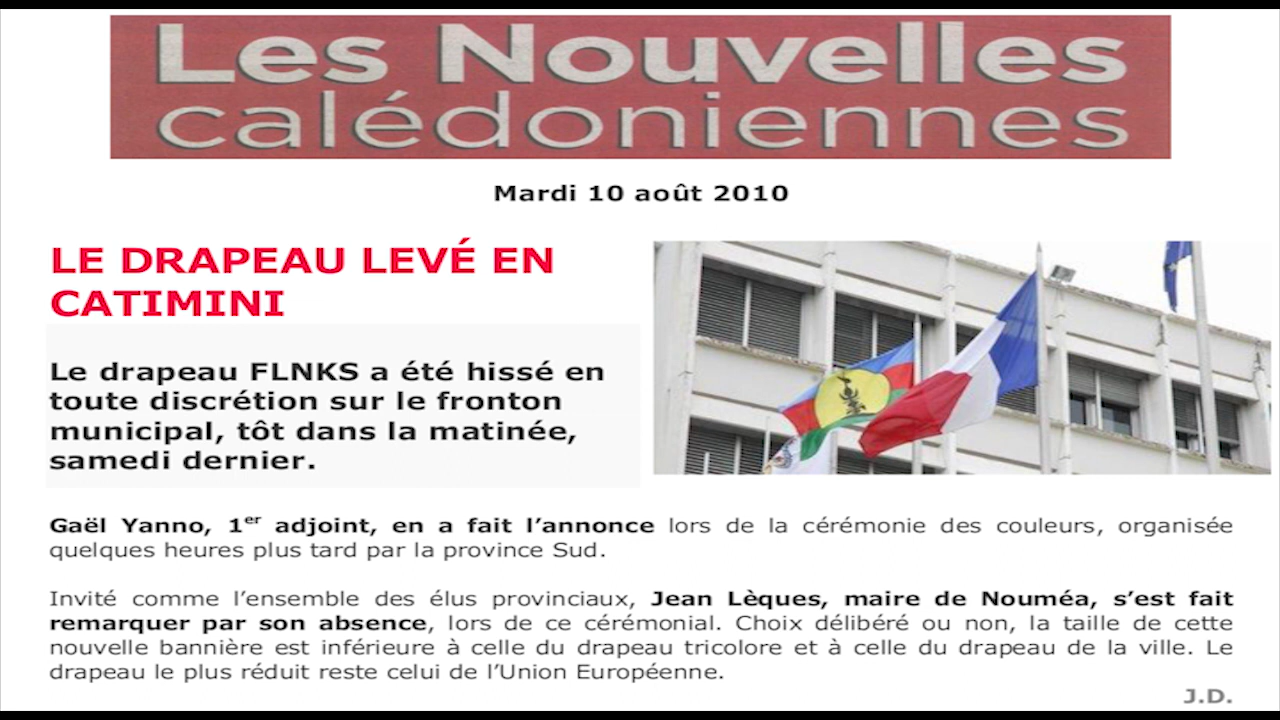 Les Nouvelles
calédoniennes
Mardi 10 août 2010
LE DRAPEAU LEVÉ EN
CATIMINI
Le drapeau FLNKS a été hissé en
toute discrétion sur le fronton
municipal, tôt dans la matinée,
samedi dernier.
Gaël Yanno, 1er adjoint, en a fait l’annonce lors de la cérémonie des couleurs, organisée
quelques heures plus tard par la province Sud.
Invité comme l’ensemble des élus provinciaux, Jean Lèques, maire de Nouméa, s’est fait
remarquer par son absence, lors de ce cérémonial. Choix délibéré ou non, la taille de cette
nouvelle bannière est inférieure à celle du drapeau tricolore et à celle du drapeau de la ville. Le
drapeau le plus réduit reste celui de l’Union Européenne.
J.D.